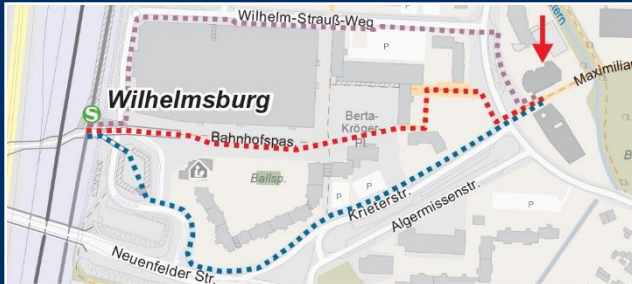 Wilhelm-Strauß-Weg
P
S
Wilhelmsburg
Maximilian
Berta-
Kröger-
Pl.
Bahnhofspas.
P
Ballsp.
P
P
P
Krieterstr.
Algermissenstr.
Neuenfelder Str.